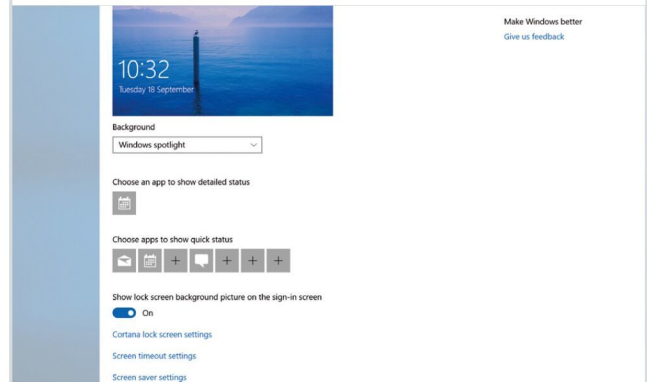 10:32
Tuesday 18 September
Background
Windows spotlight
Choose an app to show detailed status
Choose apps to show quick status
Show lock screen background picture on the sign-in screen
On
Cortana lock screen settings
Screen timeout settings
Screen saver settings
Make Windows better
Give us feedback